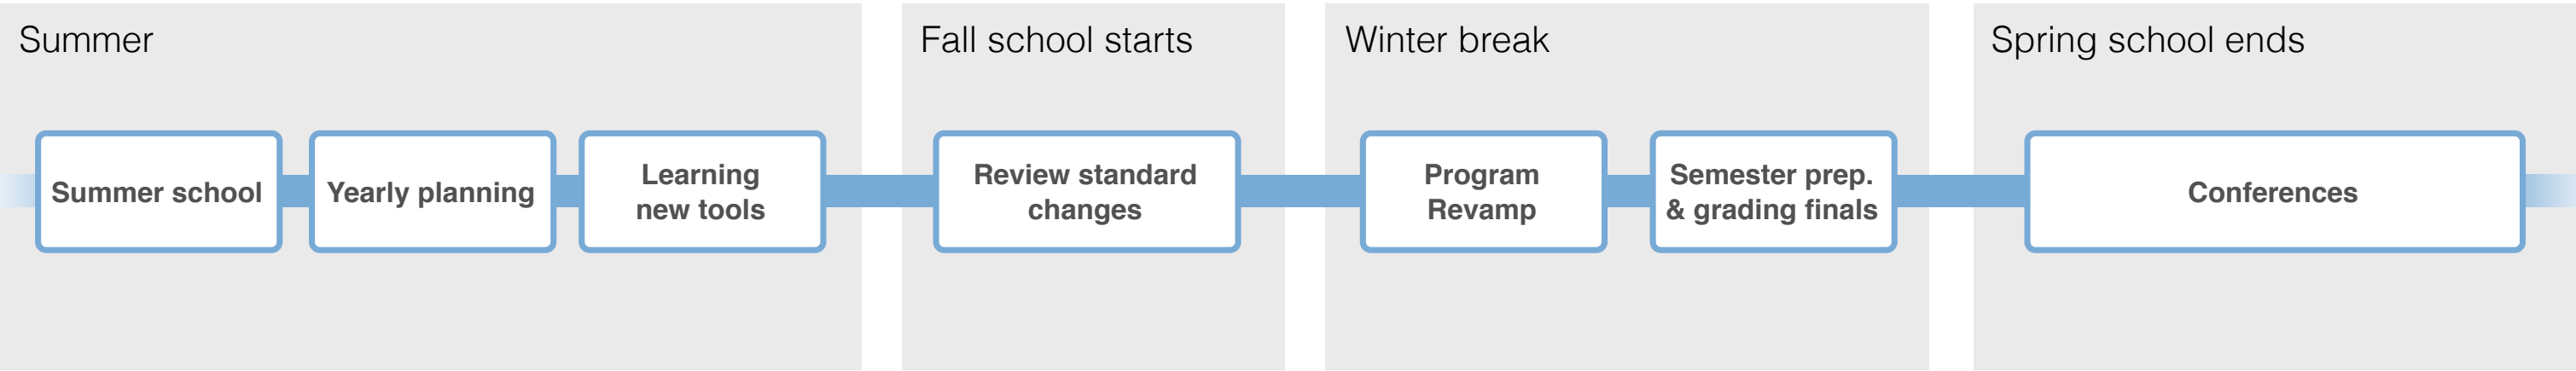 Summer
Summer school
Yearly planning
Learning
new tools
Fall school starts
Review standard
changes
Winter break
Program
Revamp
Semester prep.
& grading finals
Spring school ends
Conferences